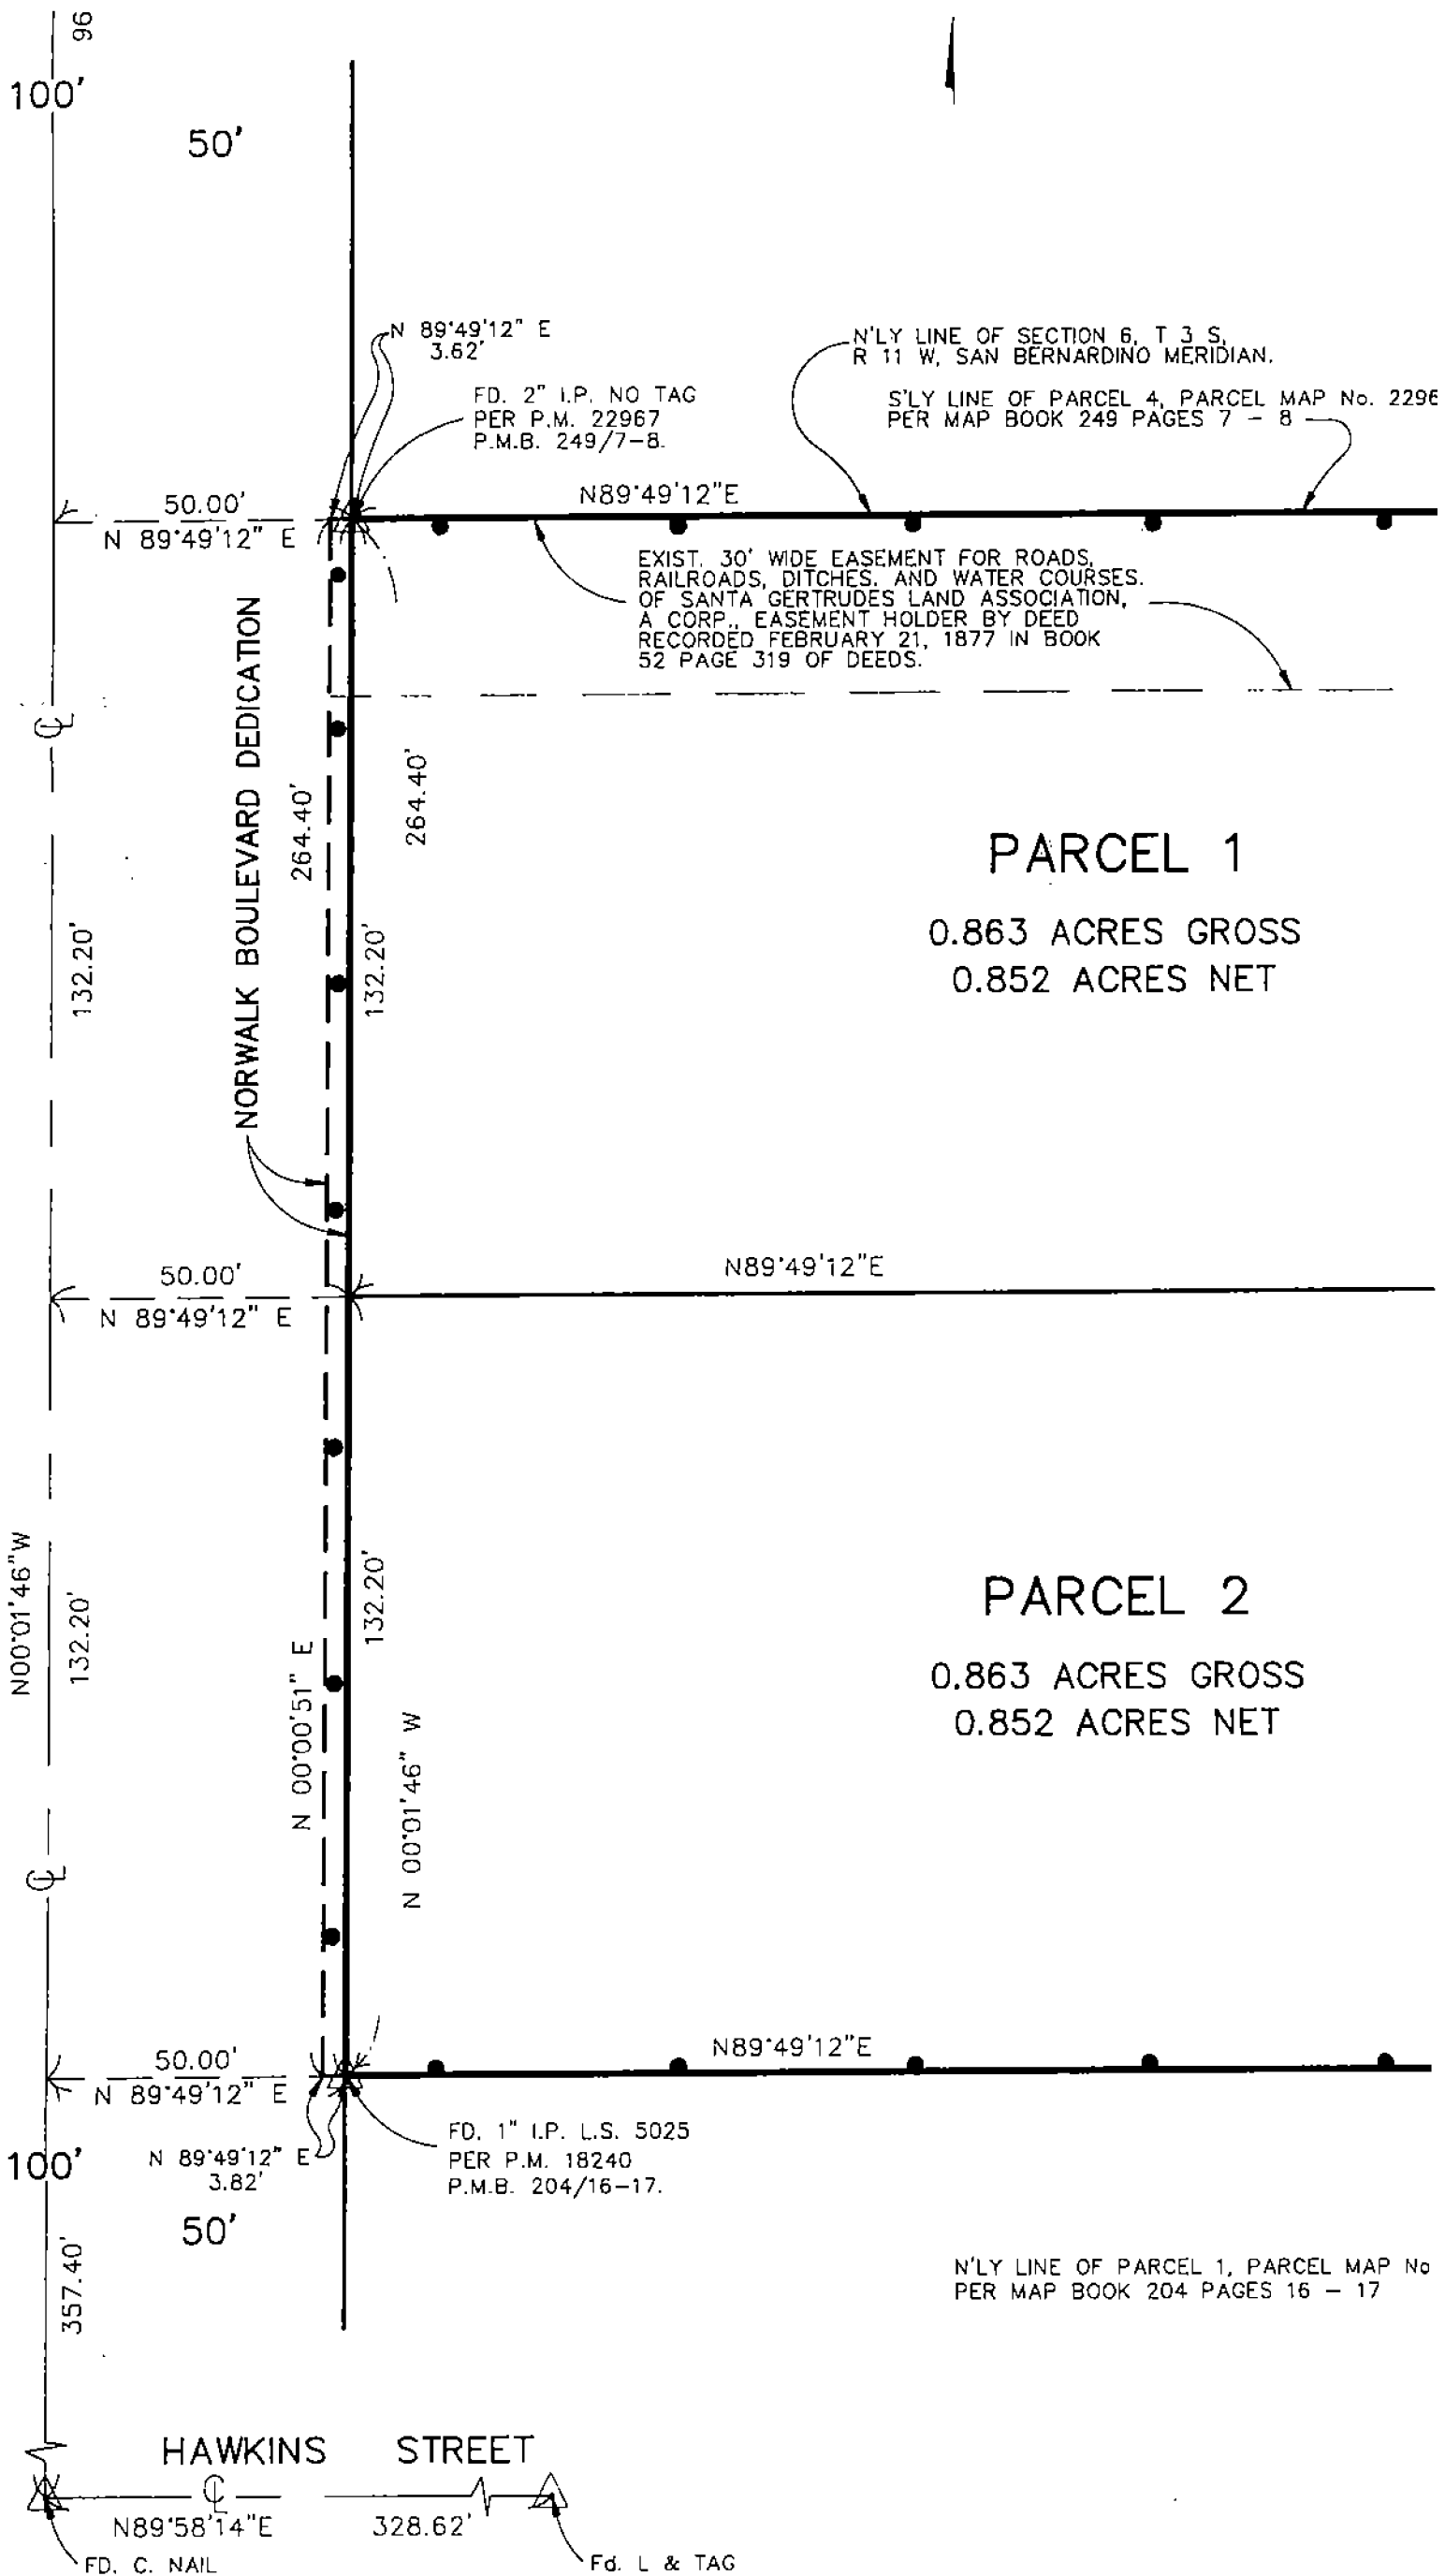 96
100'
50'
N 89°49'12" E
3.62'
N'LY LINE OF SECTION 6, T 3 S,
R 11 W, SAN BERNARDINO MERIDIAN.
FD. 2" I.P. NO TAG
PER P.M. 22967
P.M.B. 249/7-8.
S'LY LINE OF PARCEL 4, PARCEL MAP No. 2296
PER MAP BOOK 249 PAGES 7 - 8
50.00'
N 89°49'12" E
N89°49'12"E
EXIST. 30' WIDE EASEMENT FOR ROADS,
RAILROADS, DITCHES. AND WATER COURSES.
OF SANTA GERTRUDES LAND ASSOCIATION,
A CORP., EASEMENT HOLDER BY DEED
RECORDED FEBRUARY 21, 1877 IN BOOK
52 PAGE 319 OF DEEDS.
NORWALK BOULEVARD DEDICATION
CL
264.40'
264.40'
132.20'
132.20'
PARCEL 1
0.863 ACRES GROSS
0.852 ACRES NET
50.00'
N 89°49'12" E
N89°49'12"E
N00°01'46"W
132.20'
132.20'
N 00°00'51" E
N 00°01'46" W
PARCEL 2
0.863 ACRES GROSS
0.852 ACRES NET
CL
50.00'
N 89°49'12" E
N89°49'12"E
N 89°49'12" E
3.82'
FD. 1" I.P. L.S. 5025
PER P.M. 18240
P.M.B. 204/16-17.
100'
50'
357.40'
N'LY LINE OF PARCEL 1, PARCEL MAP No
PER MAP BOOK 204 PAGES 16 - 17
HAWKINS STREET
CL
N89°58'14"E
328.62'
FD. C. NAIL
Fd. L & TAG